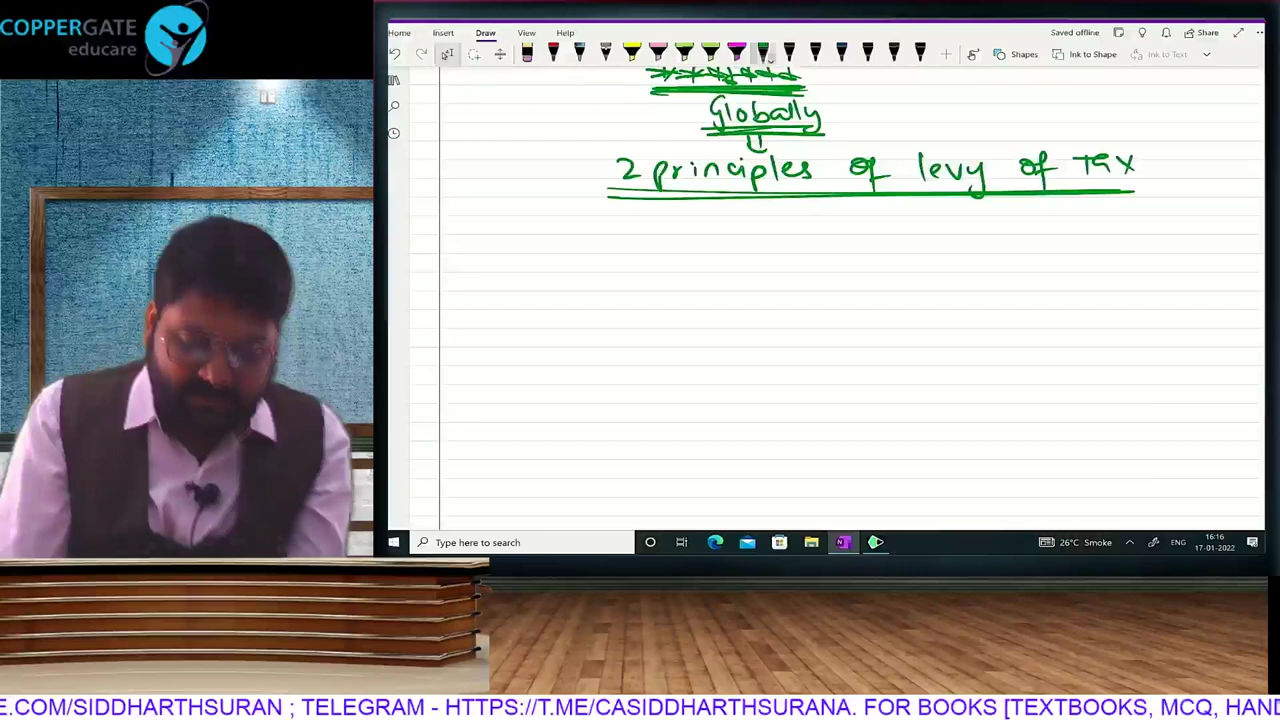 COPPERGATE
educare
Home Insert Draw View Help
Saved offline
Share
Shapes
Ink to Shape
Ink to Text
Globally
2 principles of levy of Tax
Type here to search
26°C Smoke
ENG
16:16
17-01-2022
E.COM/SIDDHARTHSURAN ; TELEGRAM - HTTPS://T.ME/CASIDDHARTHSURANA. FOR BOOKS [TEXTBOOKS, MCQ, HAND